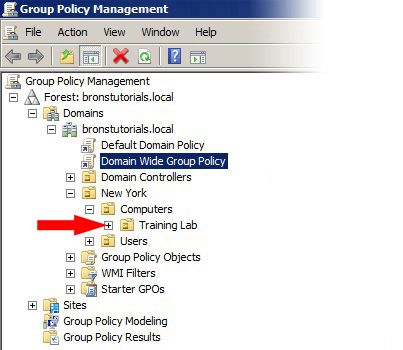 Group Policy Management
File Action View Window Help
Group Policy Management
Forest: bronstutorials.local
Domains
bronstutorials.local
Default Domain Policy
Domain Wide Group Policy
Domain Controllers
New York
Computers
Training Lab
Users
Group Policy Objects
WMI Filters
Starter GPOs
Sites
Group Policy Modeling
Group Policy Results